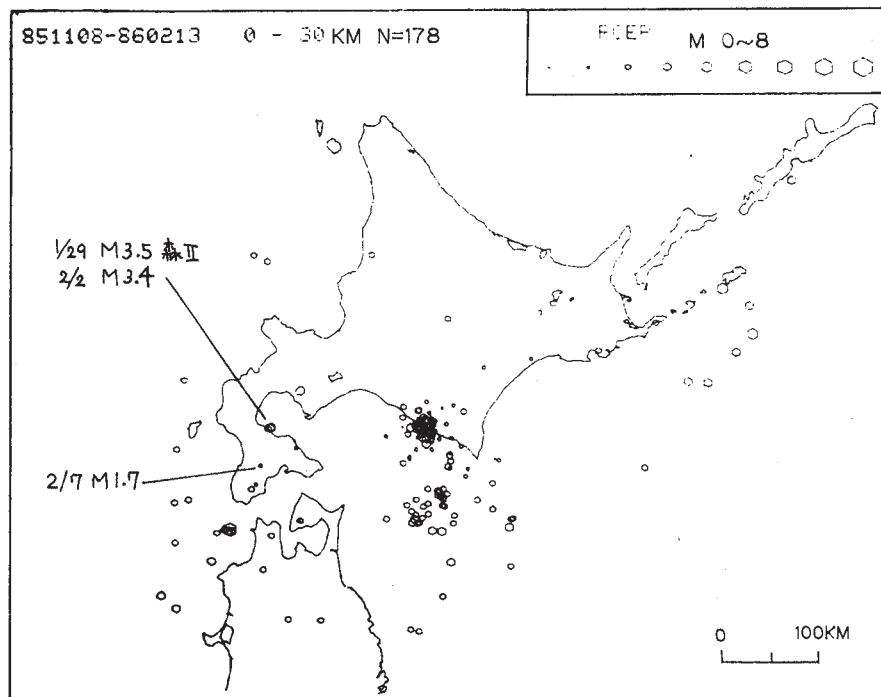 851108-860213 0 - 30 KM N=178
M 0~8
1/29 M3.5 森II
2/2 M3.4
2/7 M1.7
0 100KM